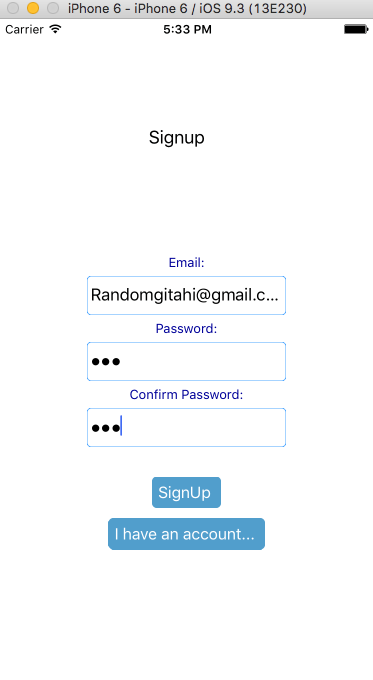 iPhone 6 - iPhone 6 / iOS 9.3 (13E230)
Carrier 5:33 PM
Signup
Email:
Randomgitahi@gmail.c...
Password:
●●●
Confirm Password:
●●●
SignUp
I have an account...